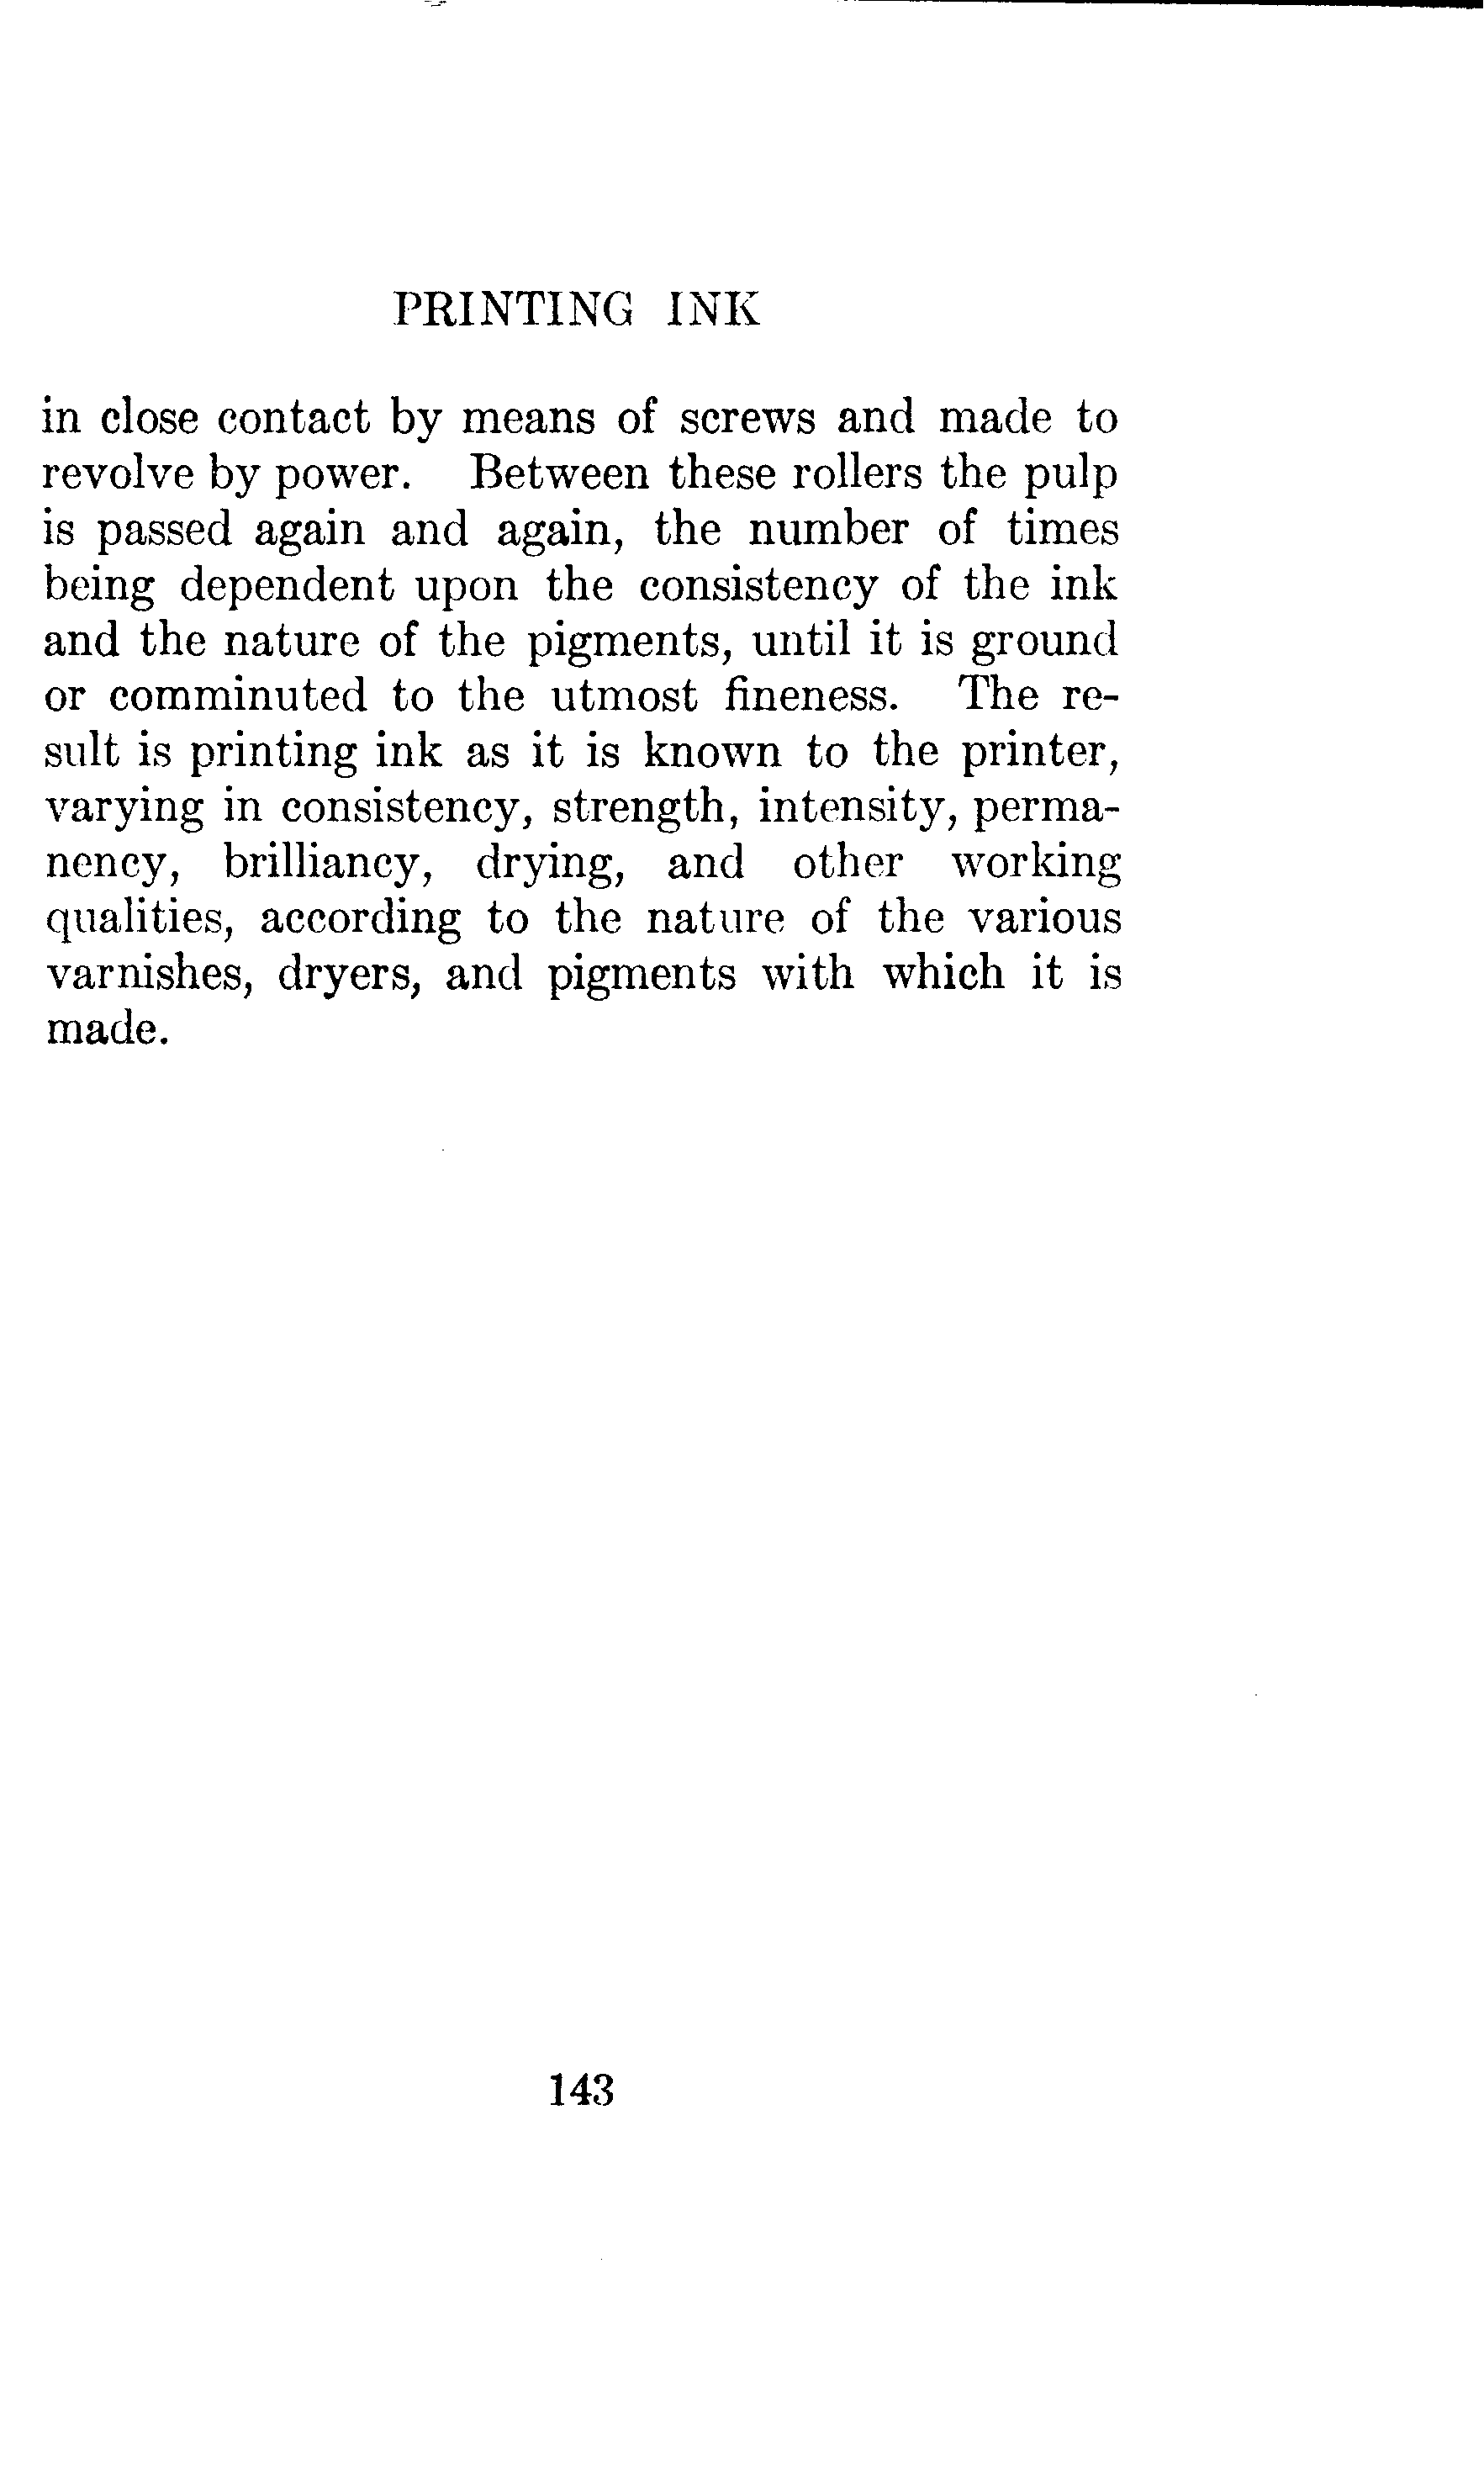 PRINTING INK
in close contact by means of screws and made to
revolve by power. Between these rollers the pulp
is passed again and again, the number of times
being dependent upon the consistency of the ink
and the nature of the pigments, until it is ground
or comminuted to the utmost fineness. The re-
sult is printing ink as it is known to the printer,
varying in consistency, strength, intensity, perma-
nency, brilliancy, drying, and other working
qualities, according to the nature of the various
varnishes, dryers, and pigments with which it is
made.
143